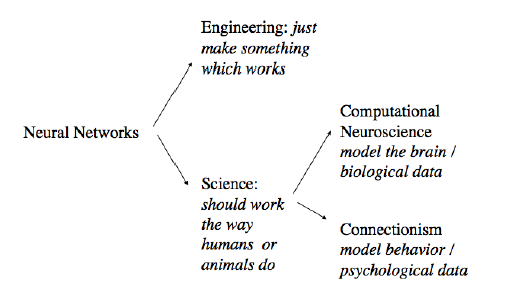 Neural Networks
Engineering: just
make something
which works
Science:
should work
the way
humans or
animals do
Computational
Neuroscience
model the brain /
biological data
Connectionism
model behavior /
psychological data